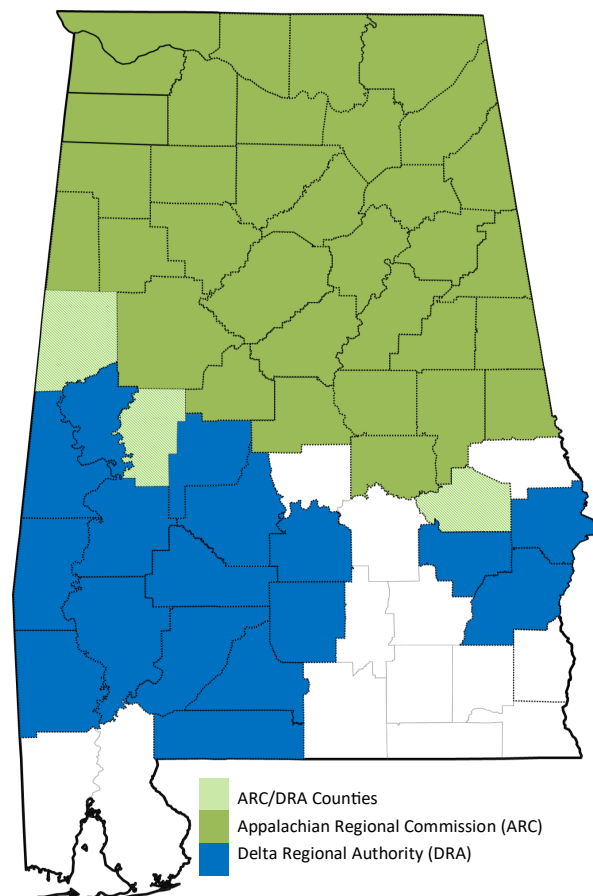 ARC/DRA Counties
Appalachian Regional Commission (ARC)
Delta Regional Authority (DRA)